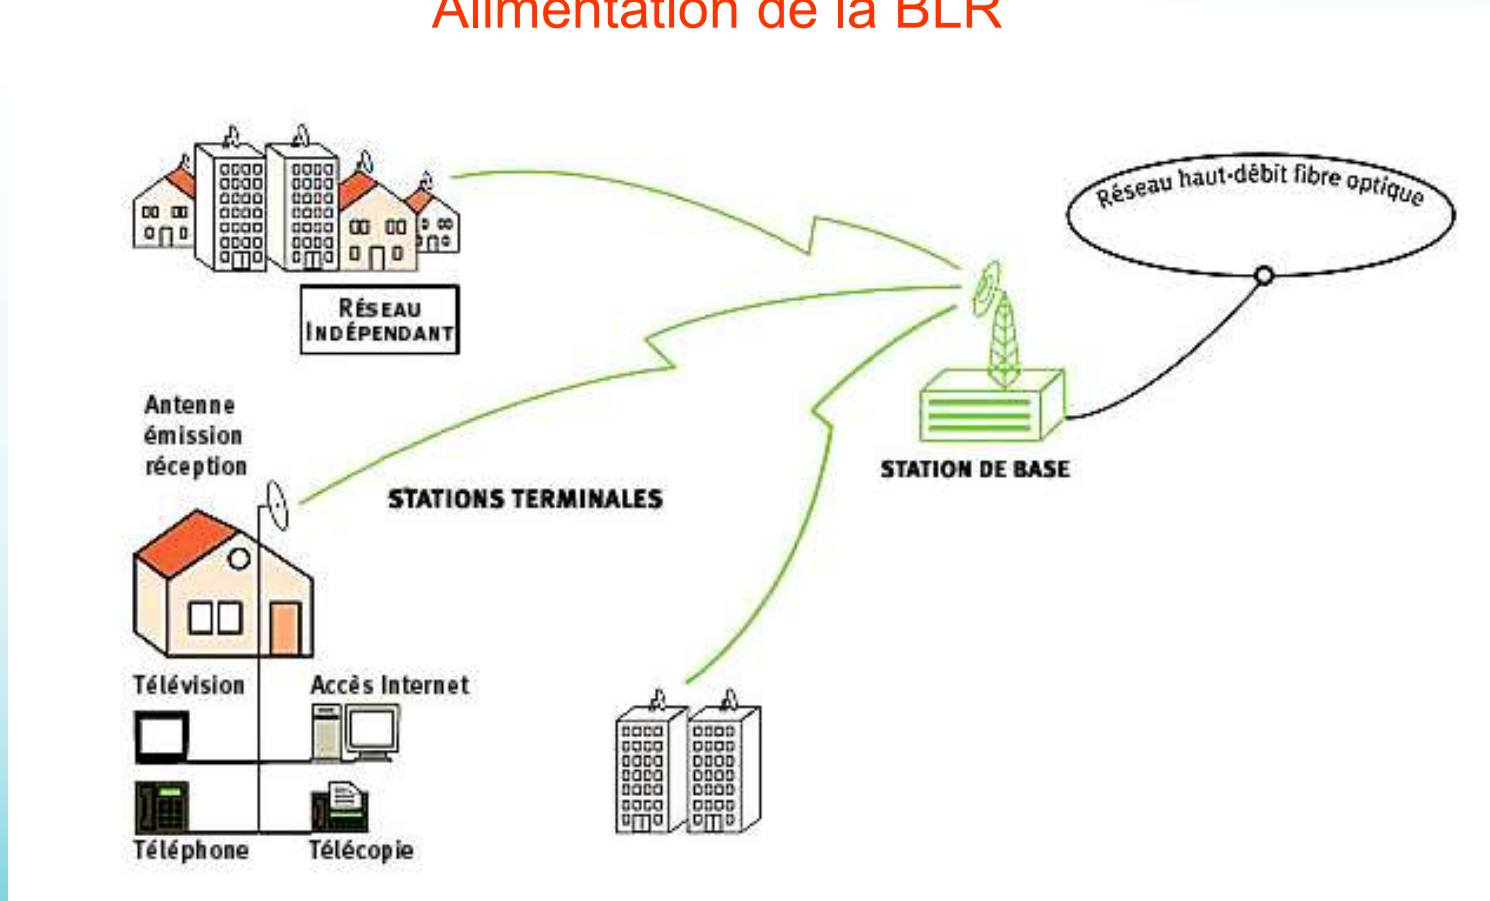 Alimentation de la BLR
Réseau haut-débit fibre optique
RÉSEAU
INDÉPENDANT
Antenne
émission
réception
STATION DE BASE
STATIONS TERMINALES
Télévision
Accès Internet
Téléphone
Télécopie